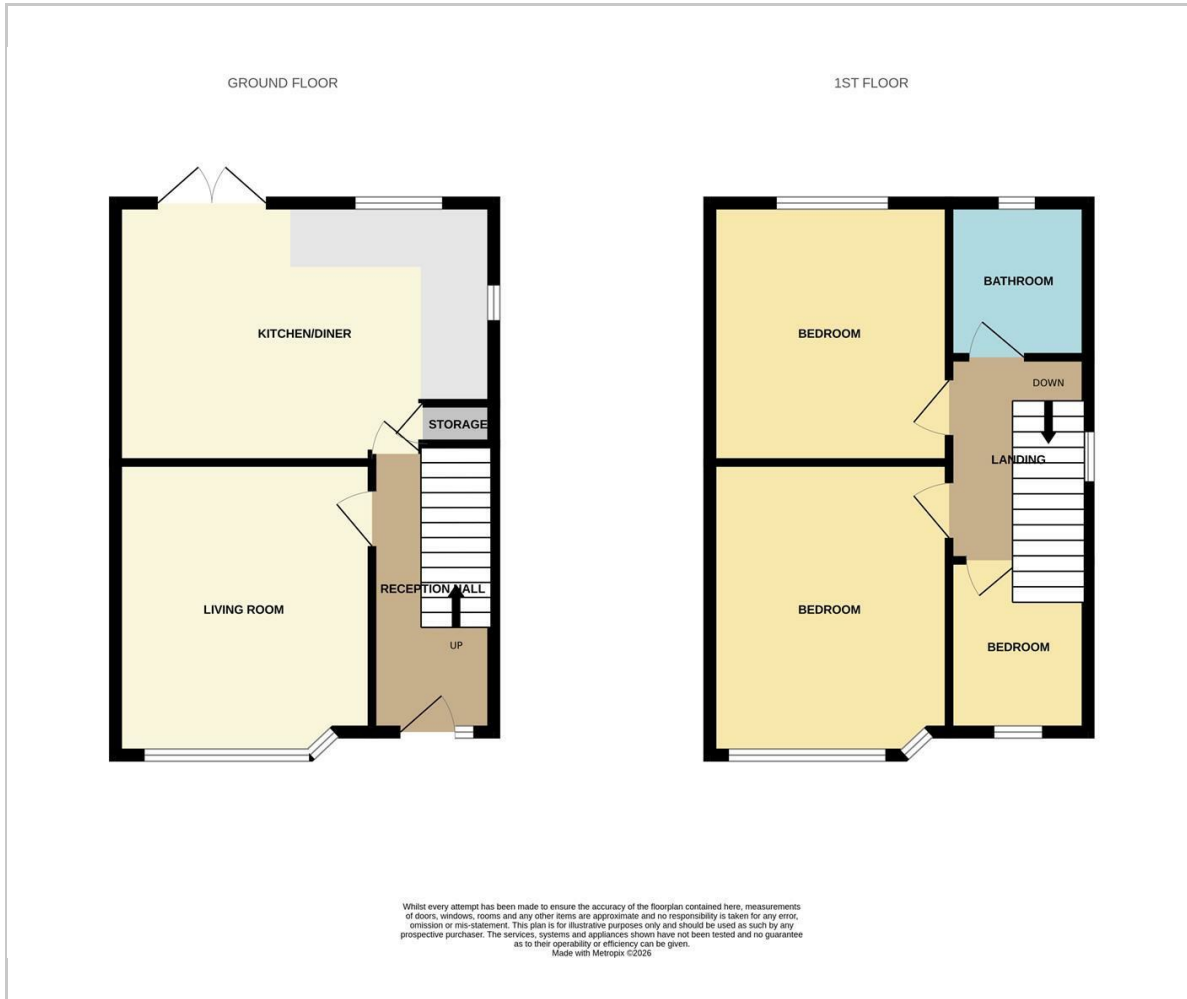 GROUND FLOOR
KITCHEN/DINER
STORAGE
RECEPTION HALL
LIVING ROOM
UP
1ST FLOOR
BATHROOM
BEDROOM
DOWN
LANDING
BEDROOM
BEDROOM
Whilst every attempt has been made to ensure the accuracy of the floorplan contained here, measurements
of doors, windows, rooms and any other items are approximate and no responsibility is taken for any error,
omission or mis-statement. This plan is for illustrative purposes only and should be used as such by any
prospective purchaser. The services, systems and appliances shown have not been tested and no guarantee
as to their operability or efficiency can be given.
Made with Metropix ©2026